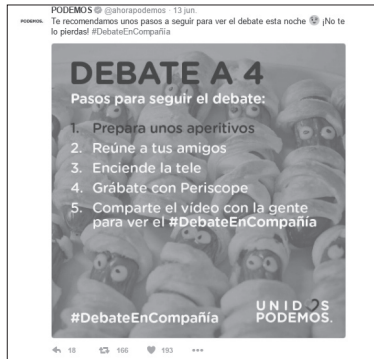 PODEMOS @ahorapodemos · 13 jun.
PODEMOS.
Te recomendamos unos pasos a seguir para ver el debate esta noche 😉 ¡No te
lo pierdas! #DebateEnCompañía
DEBATE A 4
Pasos para seguir el debate:
1. Prepara unos aperitivos
2. Reúne a tus amigos
3. Enciende la tele
4. Grábate con Periscope
5. Comparte el vídeo con la gente
para ver el #DebateEnCompañía
#DebateEnCompañía
UNIDOS
PODEMOS.
18 166 193